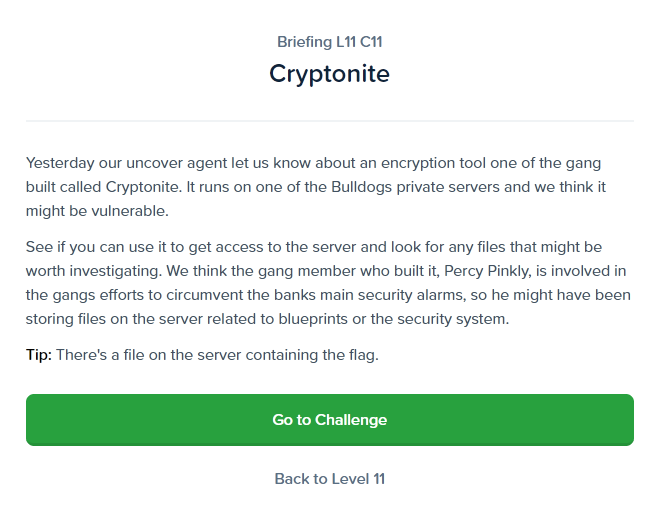 Briefing L11 C11
Cryptonite
Yesterday our uncover agent let us know about an encryption tool one of the gang
built called Cryptonite. It runs on one of the Bulldogs private servers and we think it
might be vulnerable.
See if you can use it to get access to the server and look for any files that might be
worth investigating. We think the gang member who built it, Percy Pinkly, is involved in
the gangs efforts to circumvent the banks main security alarms, so he might have been
storing files on the server related to blueprints or the security system.
Tip: There's a file on the server containing the flag.
Go to Challenge
Back to Level 11